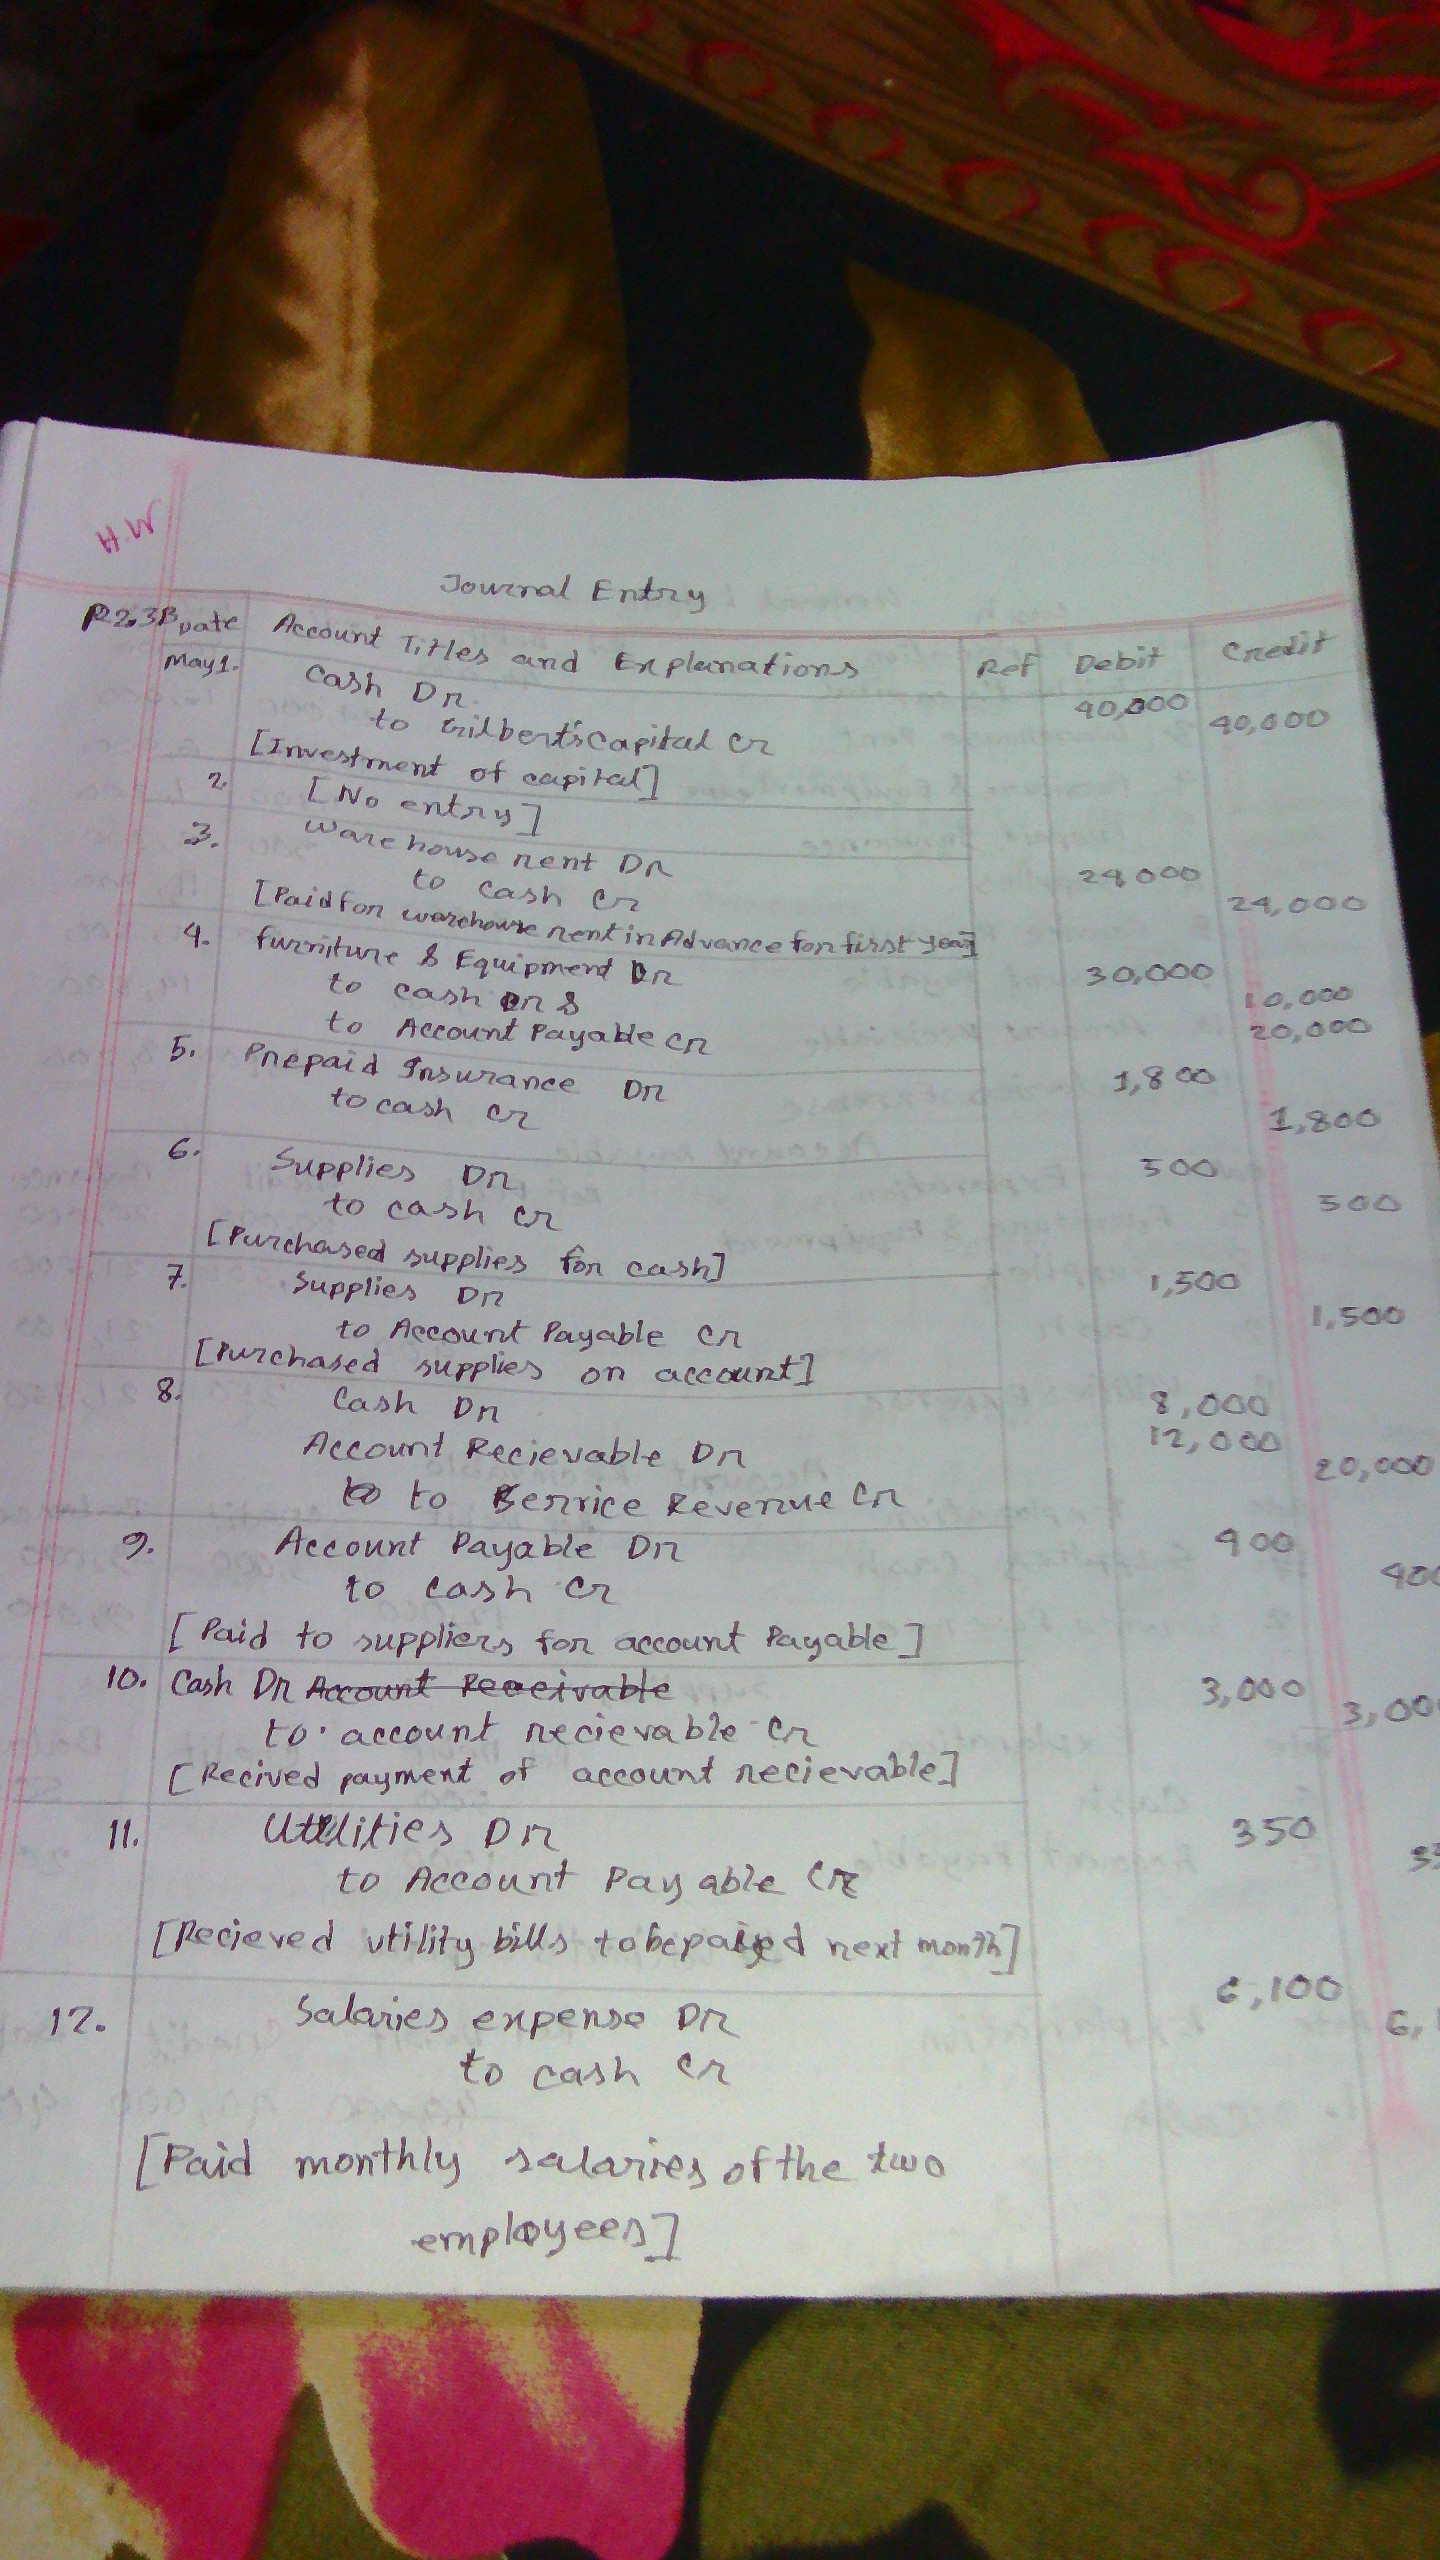 H.W
Journal Entry
P2.3B Date Account Titles and Explanations Ref Debit Credit
May 1. Cash Dr. 40,000
to Gilbert's Capital Cr 40,000
[Investment of capital]
2. [No entry]
3. Warehouse rent Dr 24000
to cash Cr 24,000
[Paid for warehouse rent in Advance for first year]
4. Furniture & Equipment Dr 30,000
to cash Cr & 10,000
to Account Payable Cr 20,000
5. Prepaid Insurance Dr 1,800
to cash Cr 1,800
6. Supplies Dr 500
to cash Cr 500
[Purchased supplies for cash]
7. Supplies Dr 1,500
to Account Payable Cr 1,500
[Purchased supplies on account]
8. Cash Dr 8,000
Account Recievable Dr 12,000
to Service Revenue Cr 20,000
9. Account Payable Dr 400
to cash Cr 400
[Paid to suppliers for account Payable]
10. Cash Dr Account Receivable 3,000
to account recievable Cr 3,00
[Recived payment of account recievable]
11. Utilities Dr 350
to Account Payable Cr 35
[Recieved utility bills to be payed next month]
12. Salaries expense Dr 6,100
to cash Cr 6,1
[Paid monthly salaries of the two
employees]